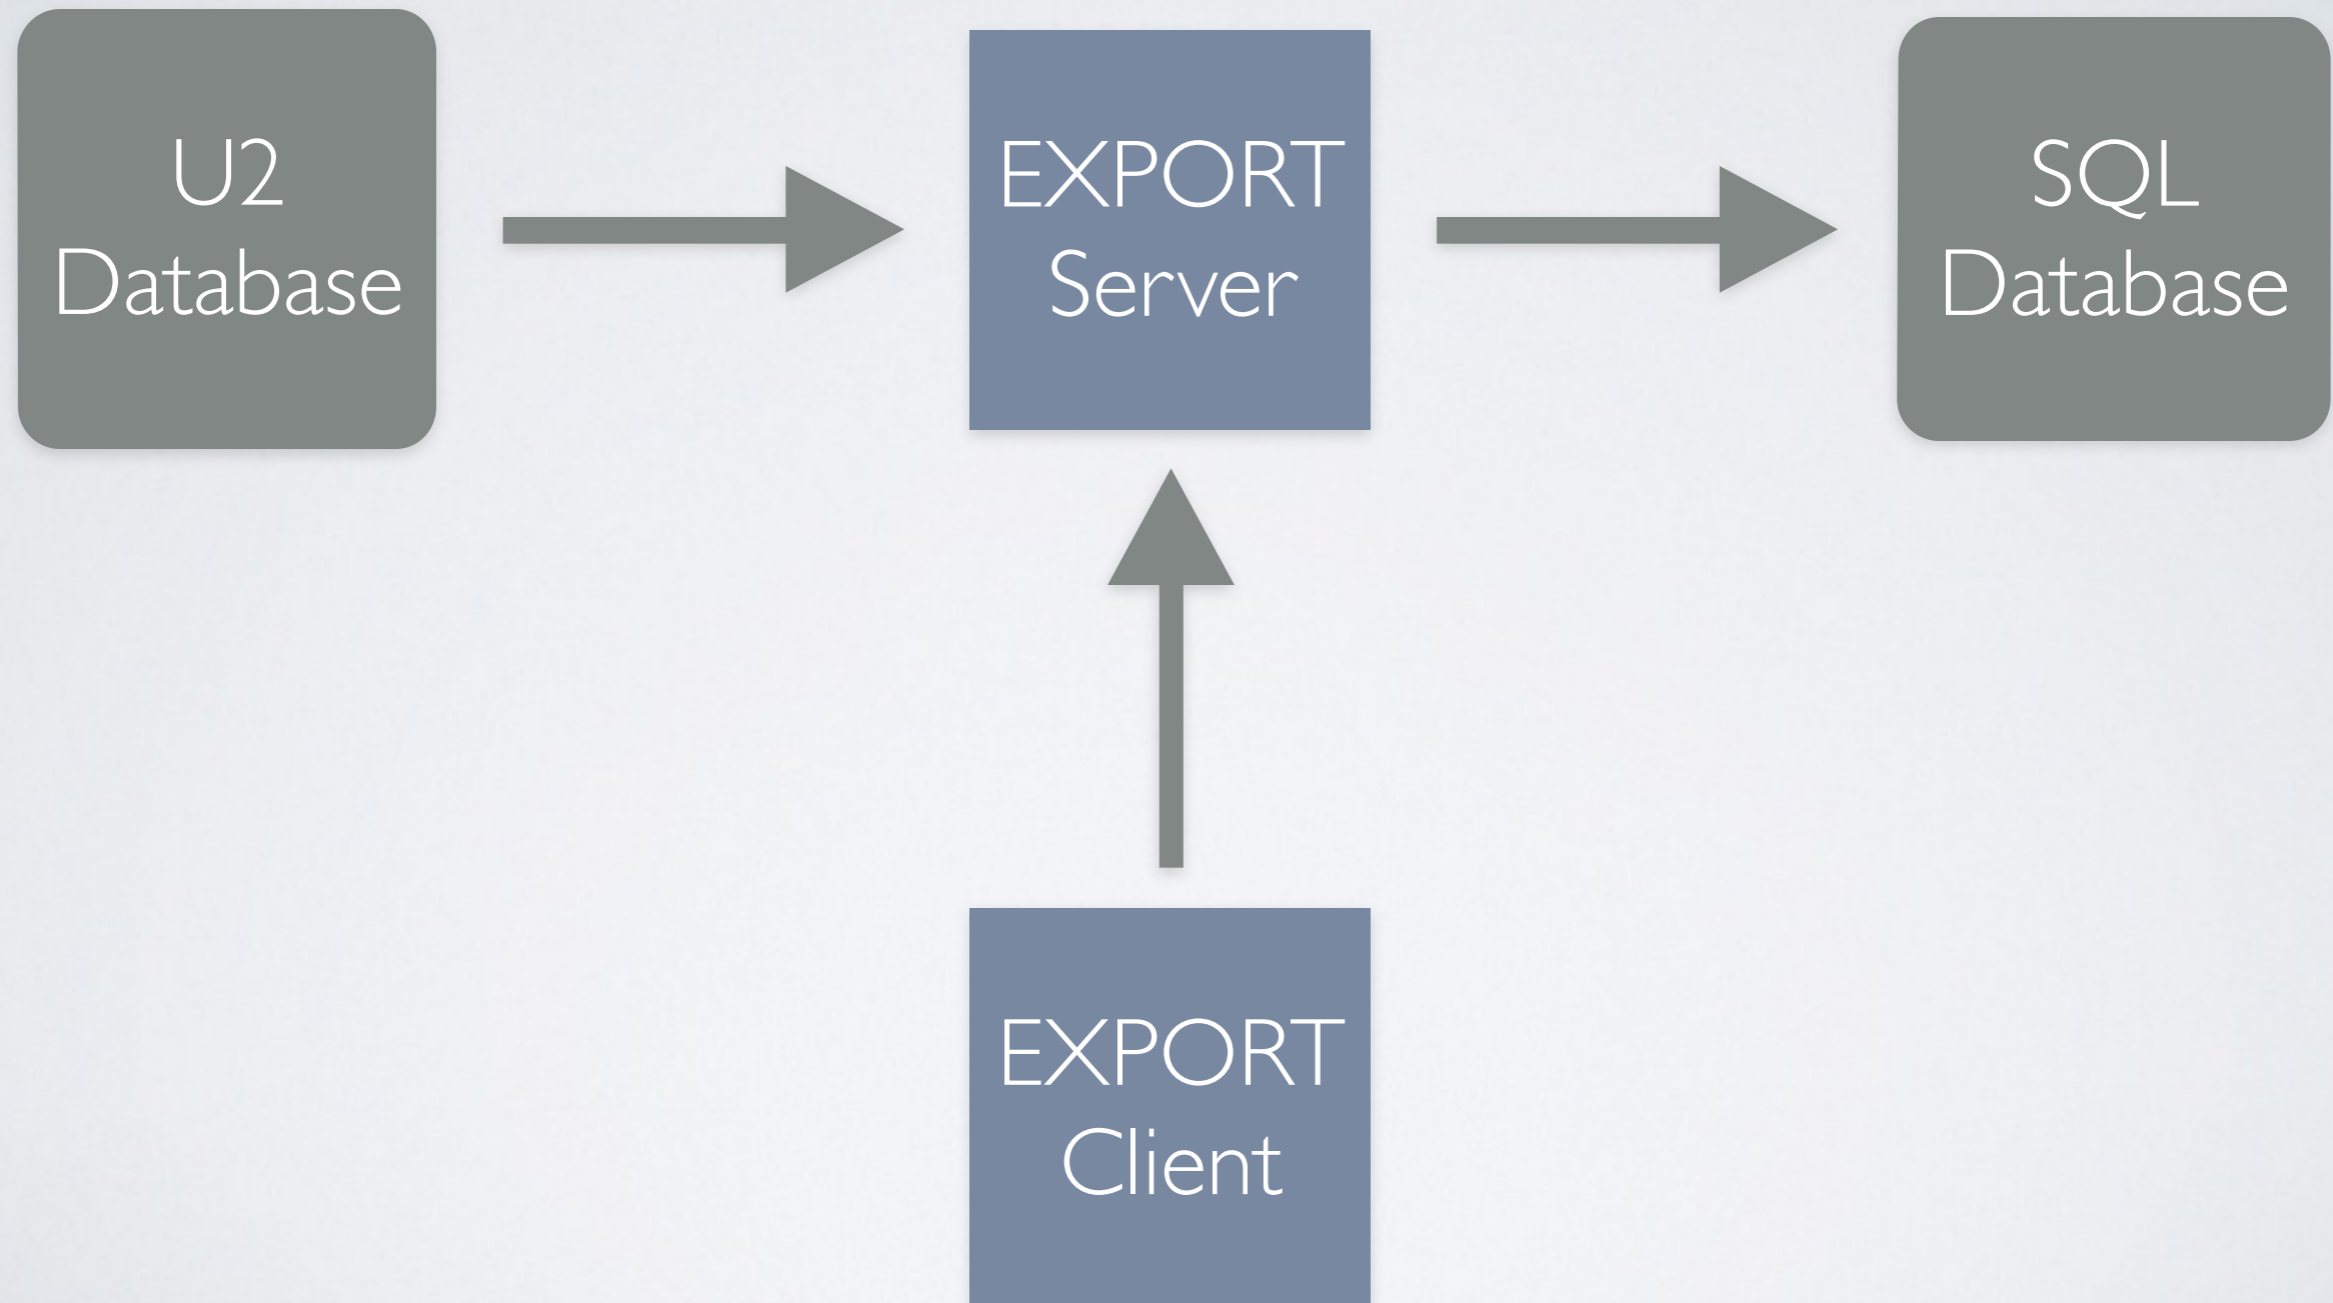 U2
Database
EXPORT
Server
SQL
Database
EXPORT
Client